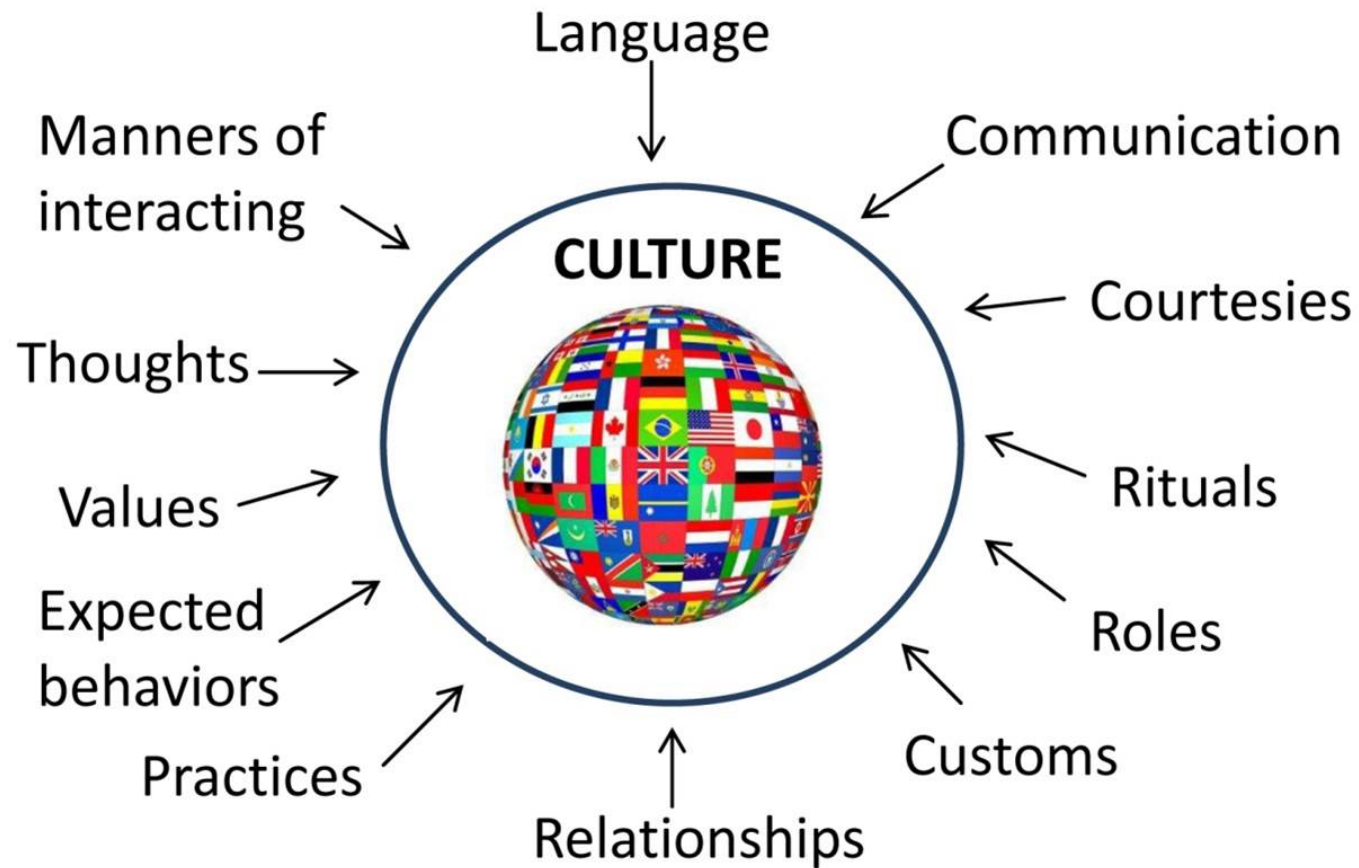 Language
Manners of
interacting
Communication
CULTURE
Courtesies
Thoughts
Values
Rituals
Expected
behaviors
Roles
Practices
Customs
Relationships